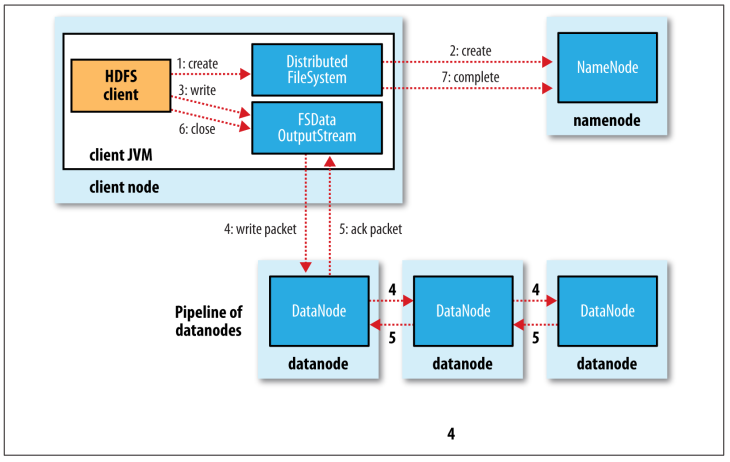 HDFS
client
1: create
3: write
6: close
Distributed
FileSystem
FSData
OutputStream
client JVM
client node
2: create
7: complete
NameNode
namenode
4: write packet
5: ack packet
Pipeline of
datanodes
DataNode
datanode
4
5
DataNode
datanode
4
5
DataNode
datanode
4